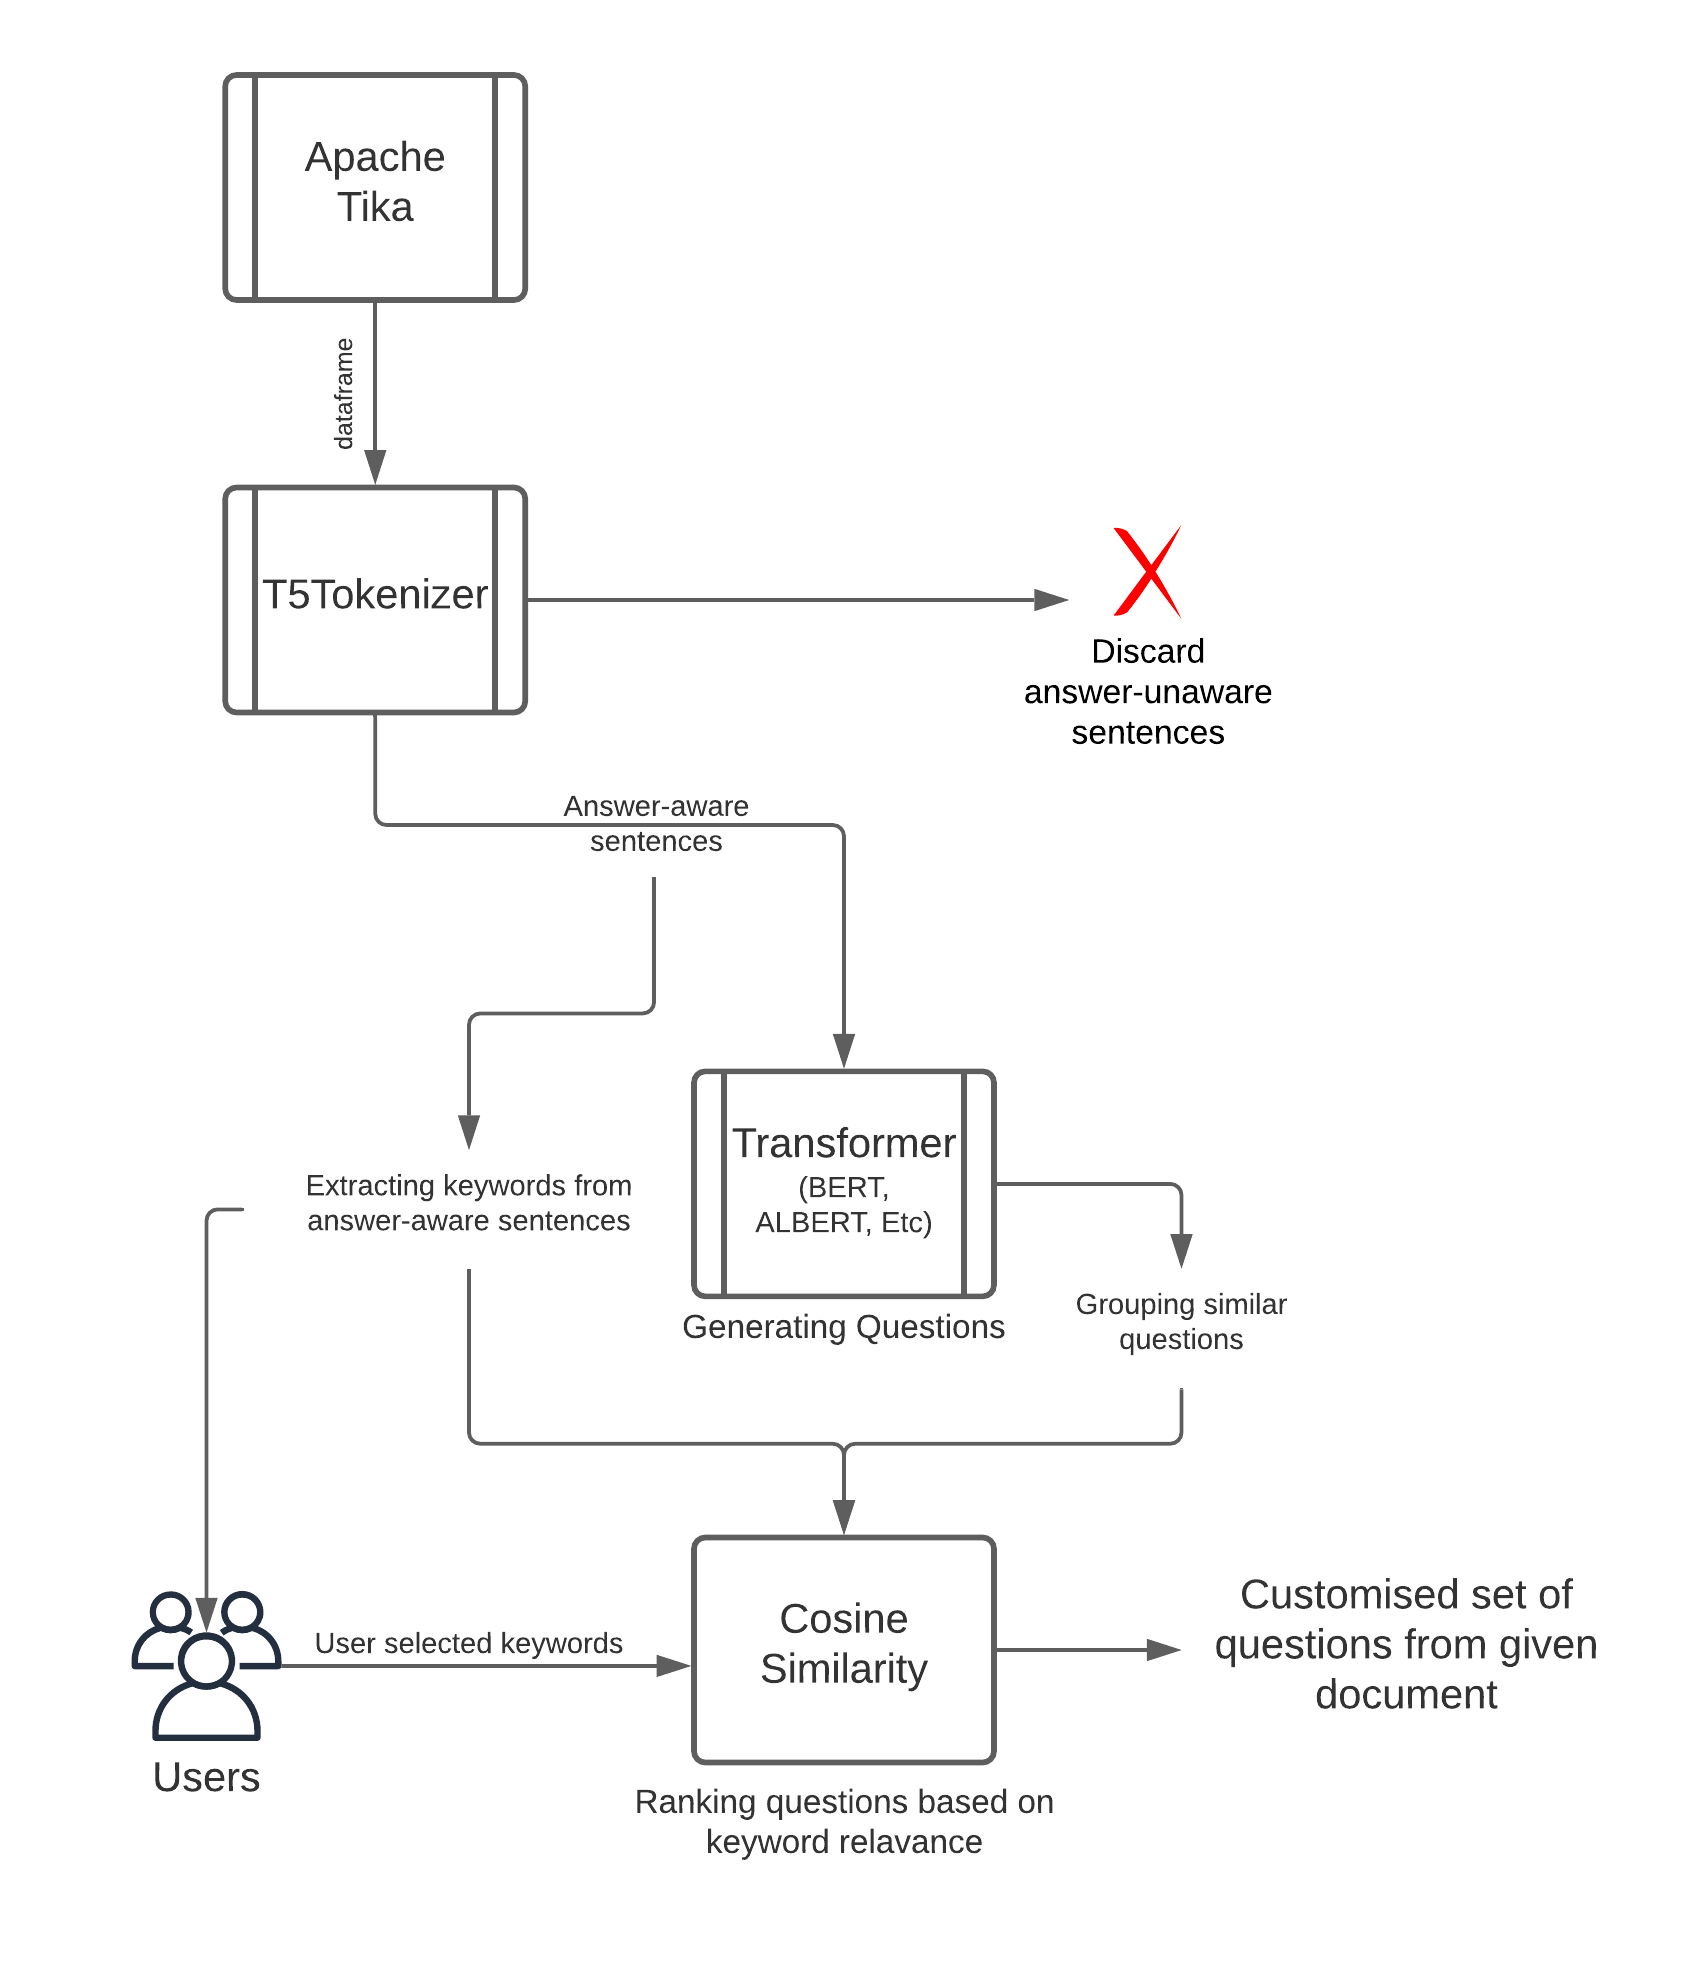 Apache
Tika
dataframe
T5Tokenizer
Discard
answer-unaware
sentences
Answer-aware
sentences
Transformer
(BERT,
ALBERT, Etc)
Generating Questions
Extracting keywords from
answer-aware sentences
Grouping similar
questions
Users
User selected keywords
Cosine
Similarity
Ranking questions based on
keyword relavance
Customised set of
questions from given
document